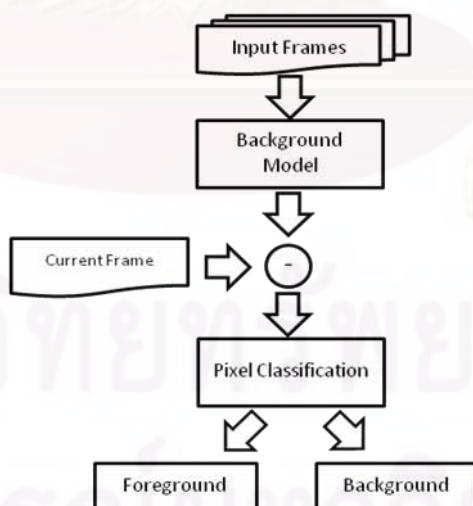 Input Frames
Background
Model
Current Frame
-
Pixel Classification
Foreground
Background